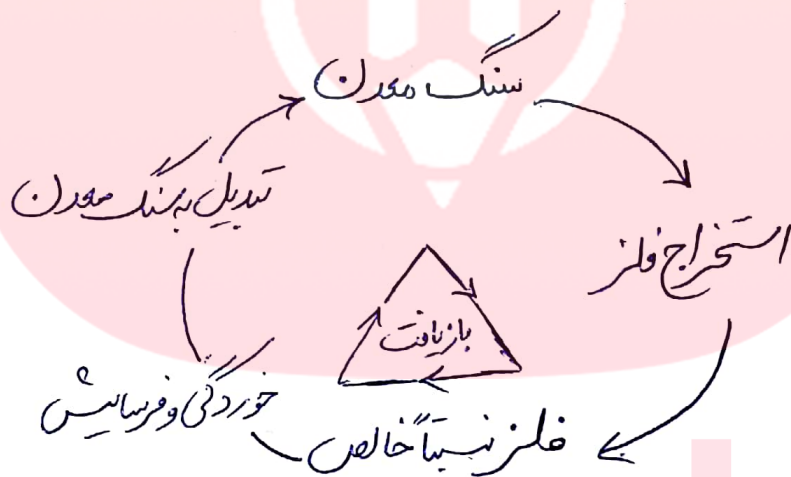 سنگ معدن
استخراج فلز
فلز نسبتاً خالص
خوردگی و فرسایش
تبدیل به سنگ معدن
بازیافت